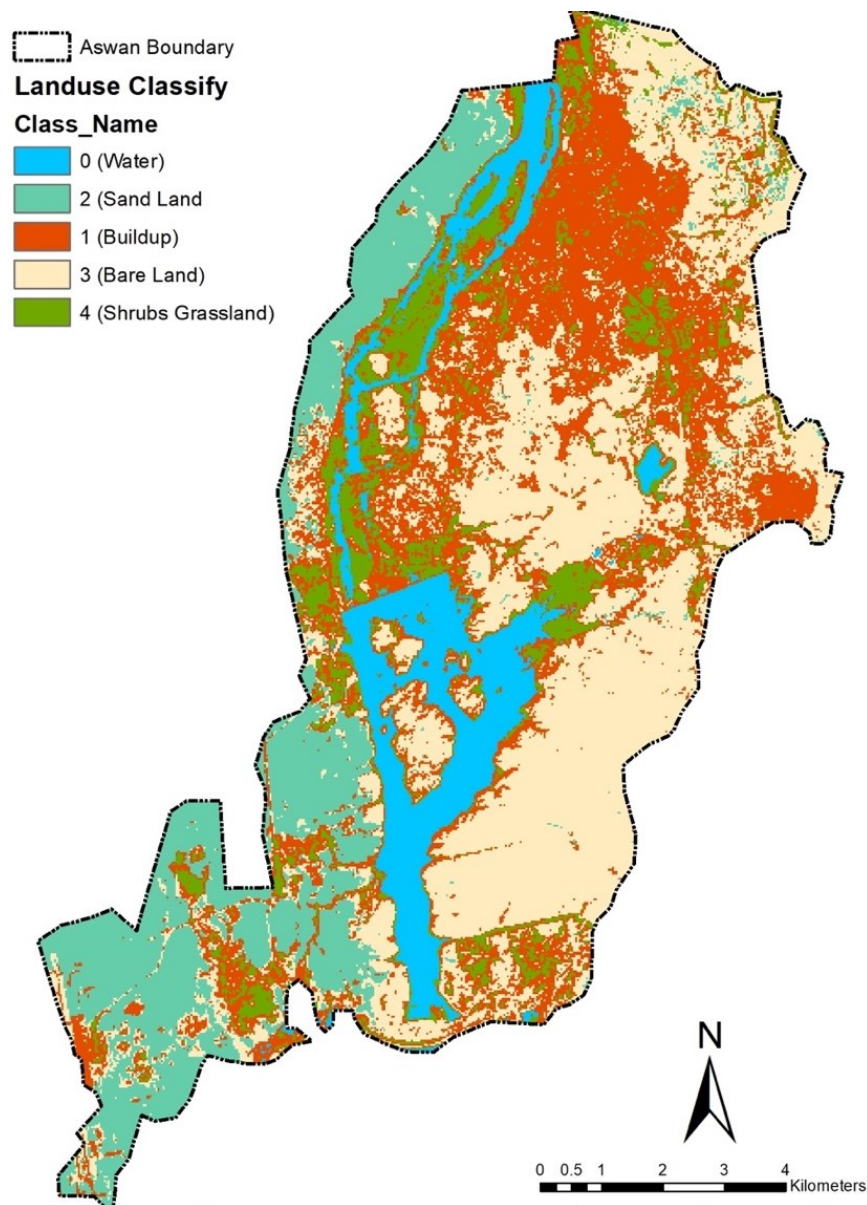 Aswan Boundary
Landuse Classify
Class_Name
0 (Water)
2 (Sand Land
1 (Buildup)
3 (Bare Land)
4 (Shrubs Grassland)
N
0 0.5 1 2 3 4
Kilometers